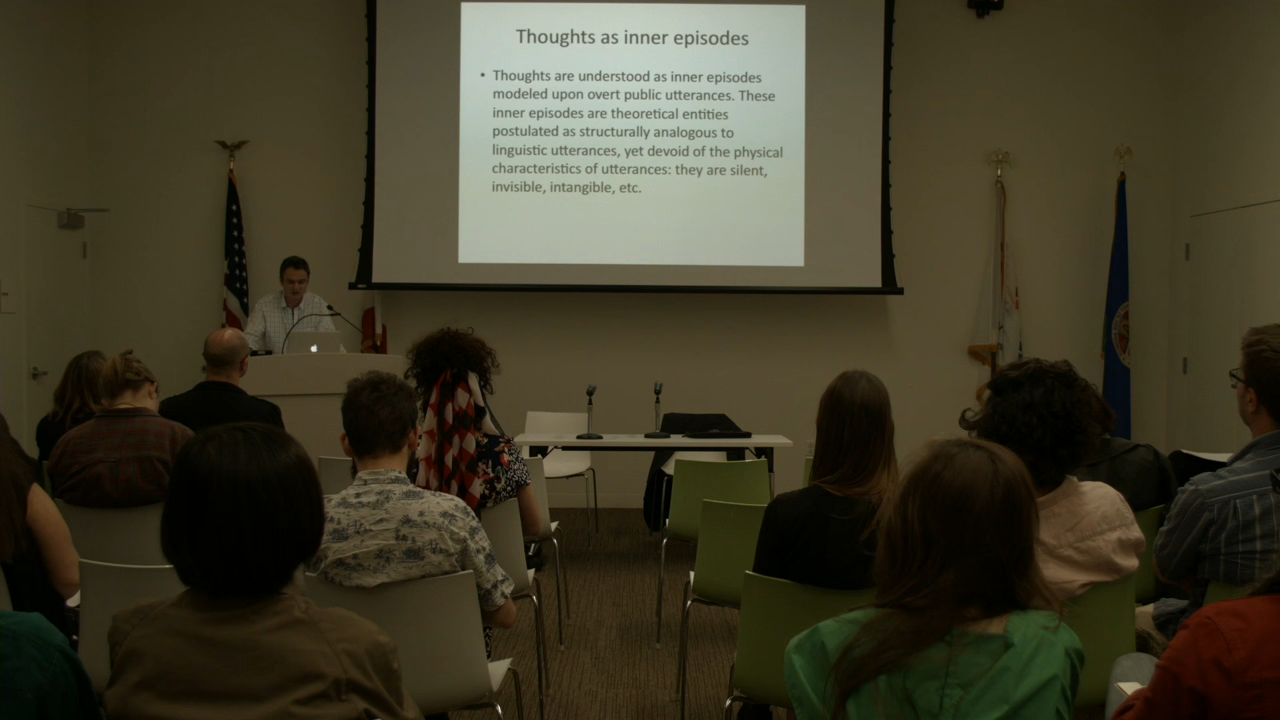 Thoughts as inner episodes
• Thoughts are understood as inner episodes
modeled upon overt public utterances. These
inner episodes are theoretical entities
postulated as structurally analogous to
linguistic utterances, yet devoid of the physical
characteristics of utterances: they are silent,
invisible, intangible, etc.